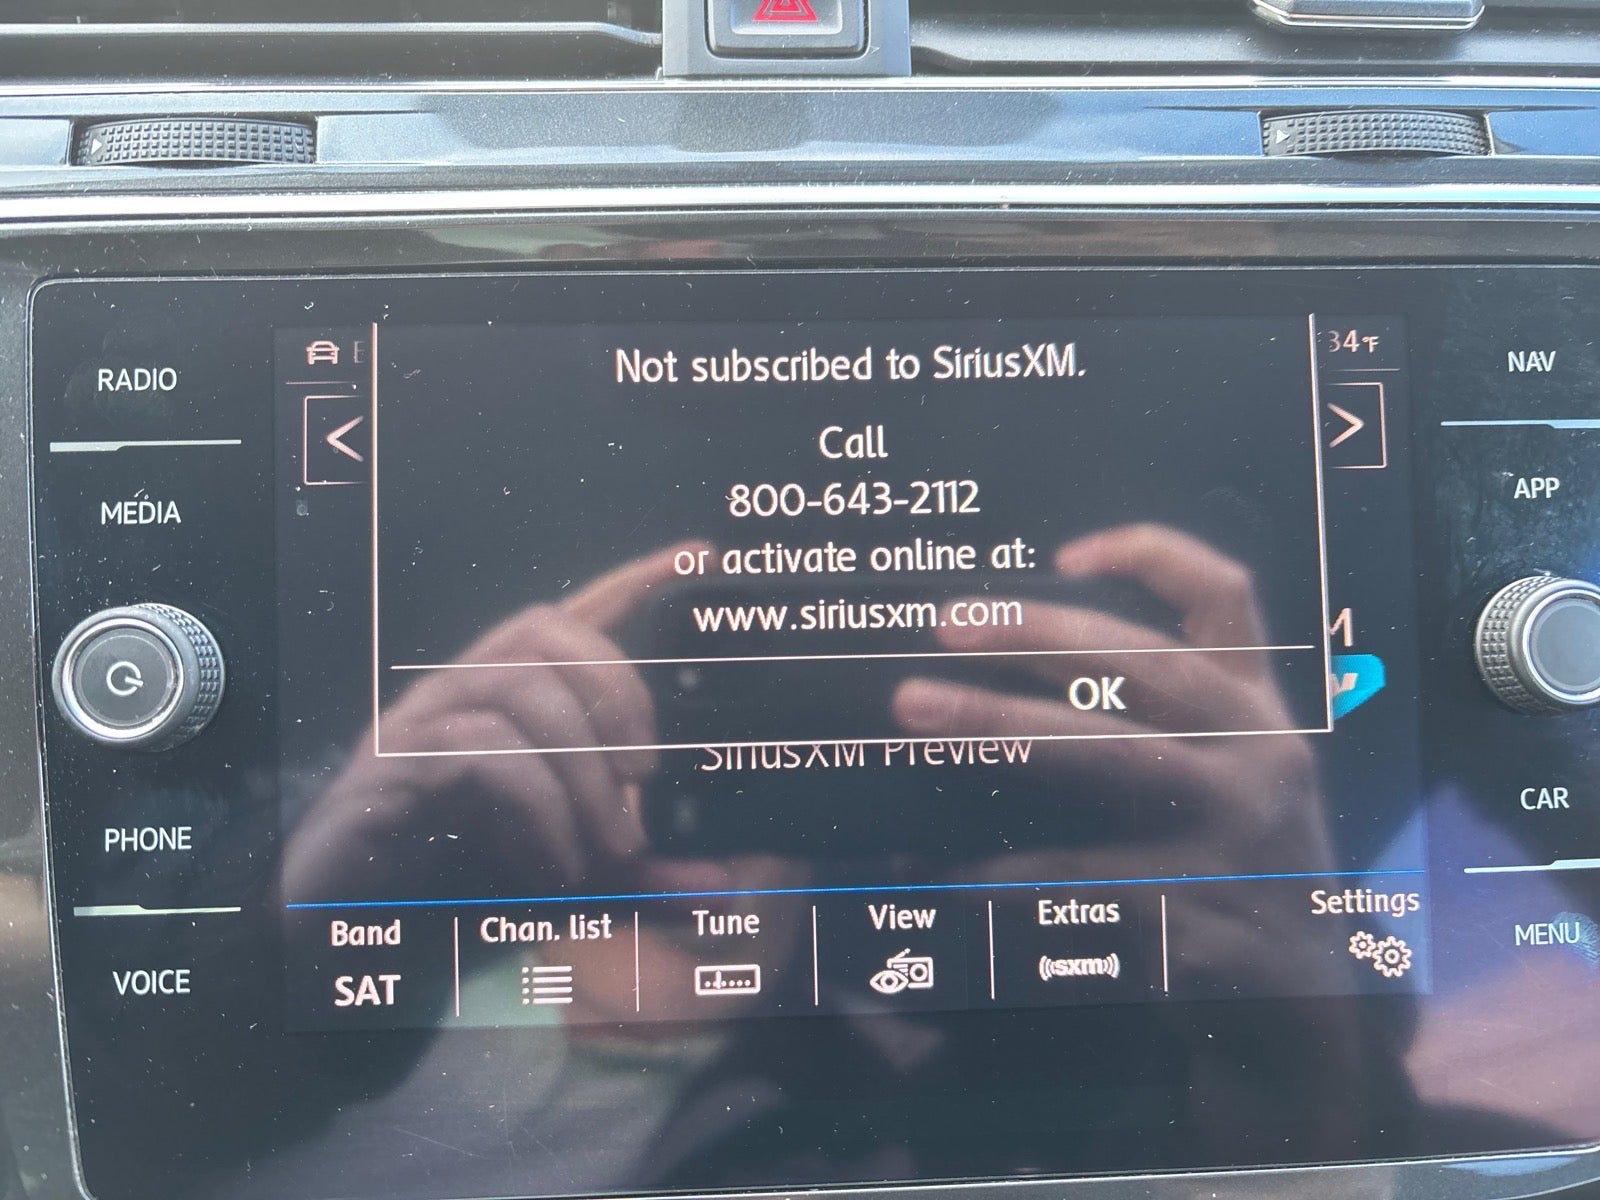 RADIO
MEDIA
PHONE
VOICE
34°F
Not subscribed to SiriusXM.
Call
800-643-2112
or activate online at:
www.siriusxm.com
OK
SiriusXM Preview
Band
SAT
Chan. list
Tune
View
Extras
((sxm))
Settings
NAV
APP
CAR
MENU